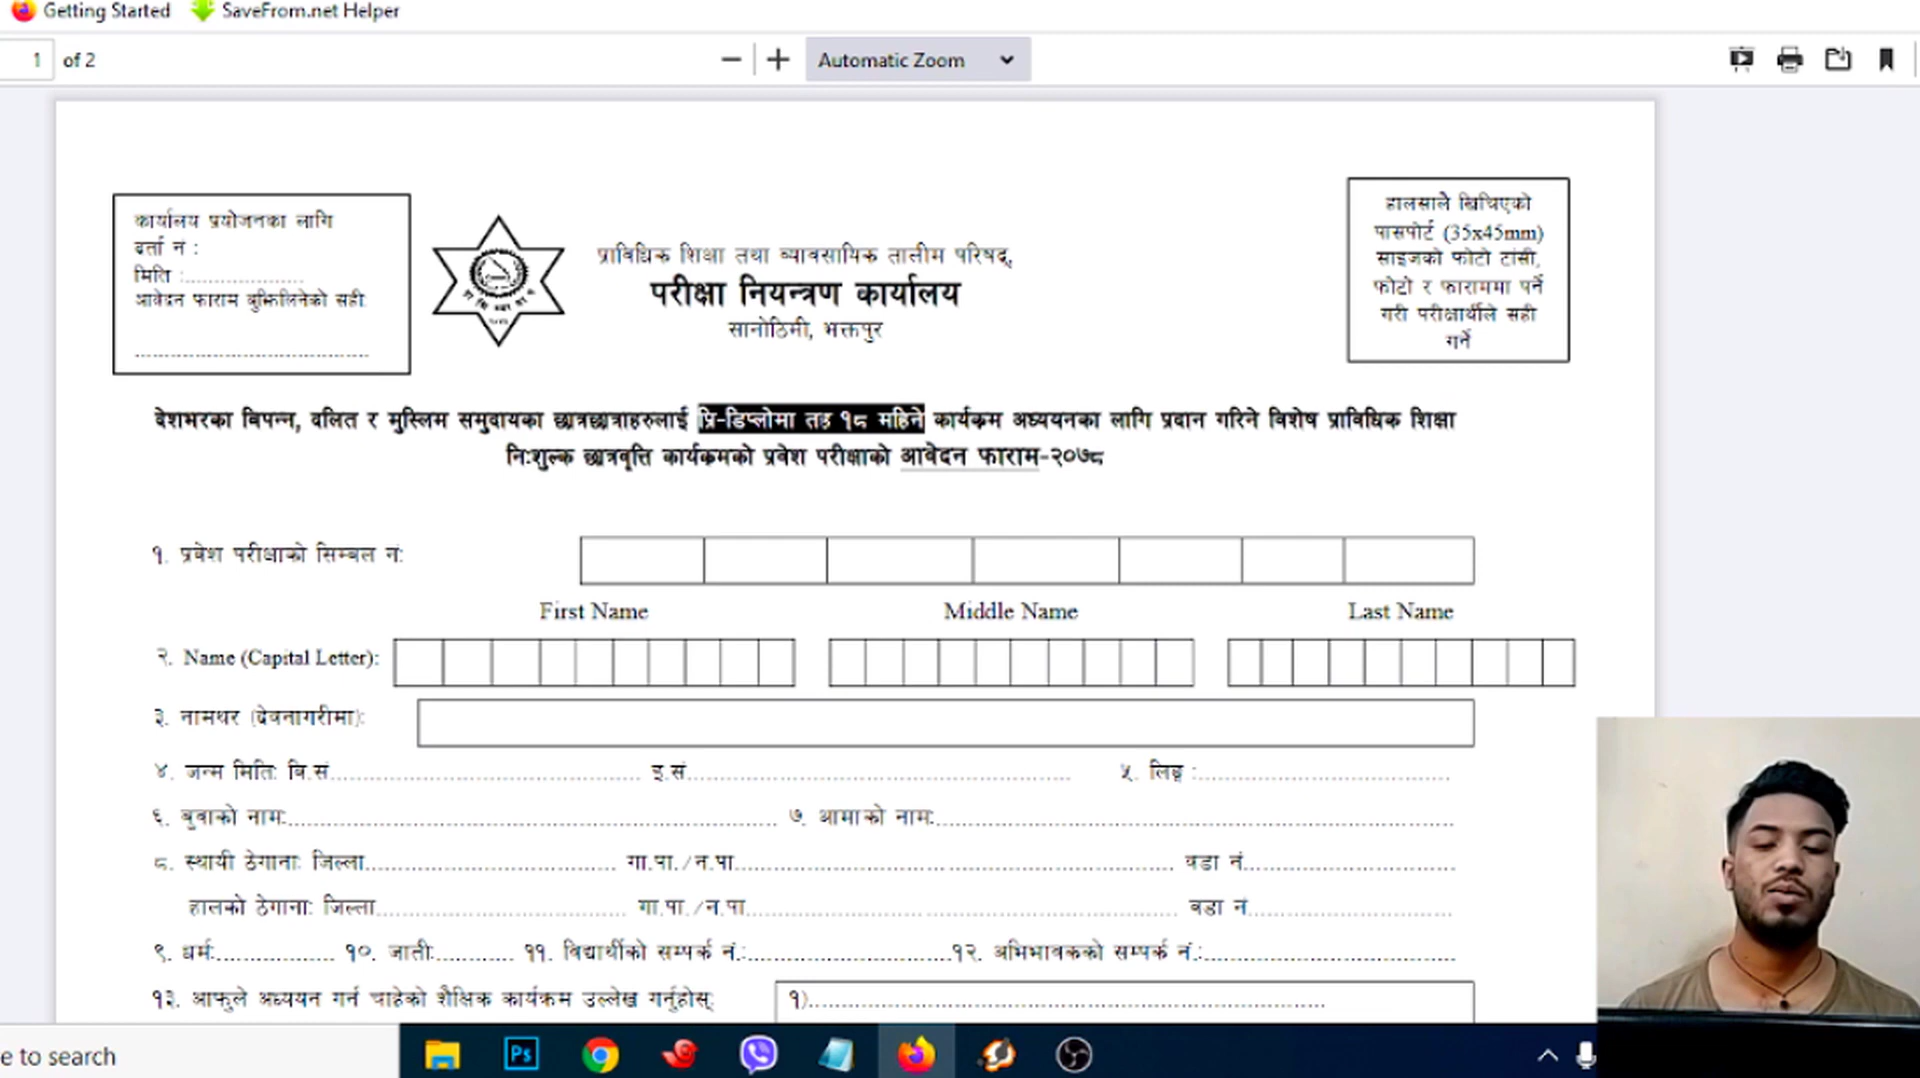 Getting Started SaveFrom.net Helper
1 of 2 Automatic Zoom
कार्यालय प्रयोजनका लागि
दर्ता नं :
मिति :....................
आवेदन फाराम बुझिलिनेको सही:
..........................................
प्राविधिक शिक्षा तथा व्यावसायिक तालीम परिषद्,
परीक्षा नियन्त्रण कार्यालय
सानोठिमी, भक्तपुर
हालसालै खिचिएको
पासपोर्ट (35x45mm)
साइजको फोटो टांसी,
फोटो र फाराममा पर्ने
गरी परीक्षार्थीले सही
गर्ने
देशभरका बिपन्न, दलित र मुस्लिम समुदायका छात्रछात्राहरुलाई प्रि-डिप्लोमा तह १८ महिने कार्यक्रम अध्ययनका लागि प्रदान गरिने विशेष प्राविधिक शिक्षा
नि:शुल्क छात्रवृत्ति कार्यक्रमको प्रवेश परीक्षाको आवेदन फाराम-२०७८
१. प्रवेश परीक्षाको सिम्बल नं:
First Name Middle Name Last Name
२. Name (Capital Letter):
३. नामथर (देवनागरीमा):
४. जन्म मिति: बि.सं.................................................. इ.सं.................................................. ५. लिङ्ग :..................................
६. बुवाको नाम:.................................................. ७. आमाको नाम:..................................................
८. स्थायी ठेगाना: जिल्ला.................................. गा.पा./न.पा.................................................. वडा नं..................................
हालको ठेगाना: जिल्ला.................................. गा.पा./न.पा.................................................. वडा नं..................................
९. धर्म:................ १०. जाती:........... ११. विद्यार्थीको सम्पर्क नं.:.............................१२. अभिभावकको सम्पर्क नं.:..................................
१३. आफुले अध्ययन गर्न चाहेको शैक्षिक कार्यक्रम उल्लेख गर्नुहोस्: १)..................................................
e to search
Ps